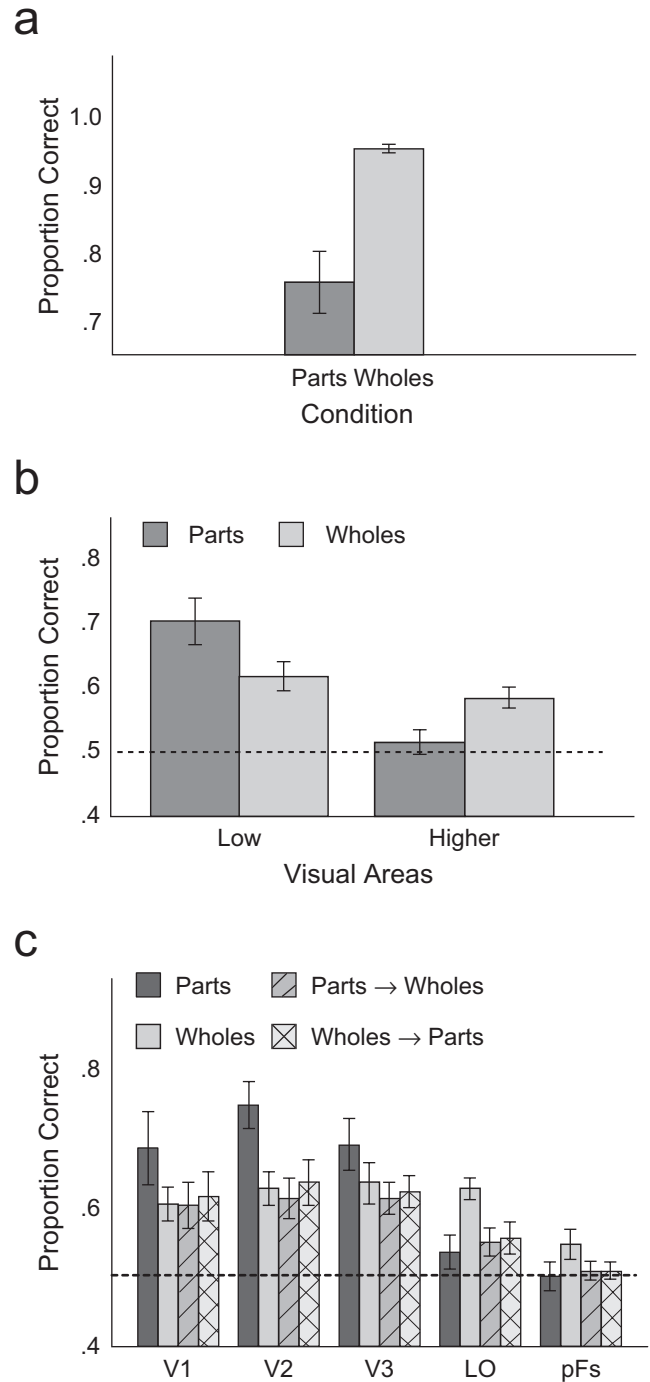 a
Proportion Correct
1.0
.9
.8
.7
Parts Wholes
Condition
b
Parts Wholes
Proportion Correct
.8
.7
.6
.5
.4
Low Higher
Visual Areas
c
Parts Parts → Wholes
Wholes Wholes → Parts
Proportion Correct
.8
.6
.4
V1 V2 V3 LO pFs